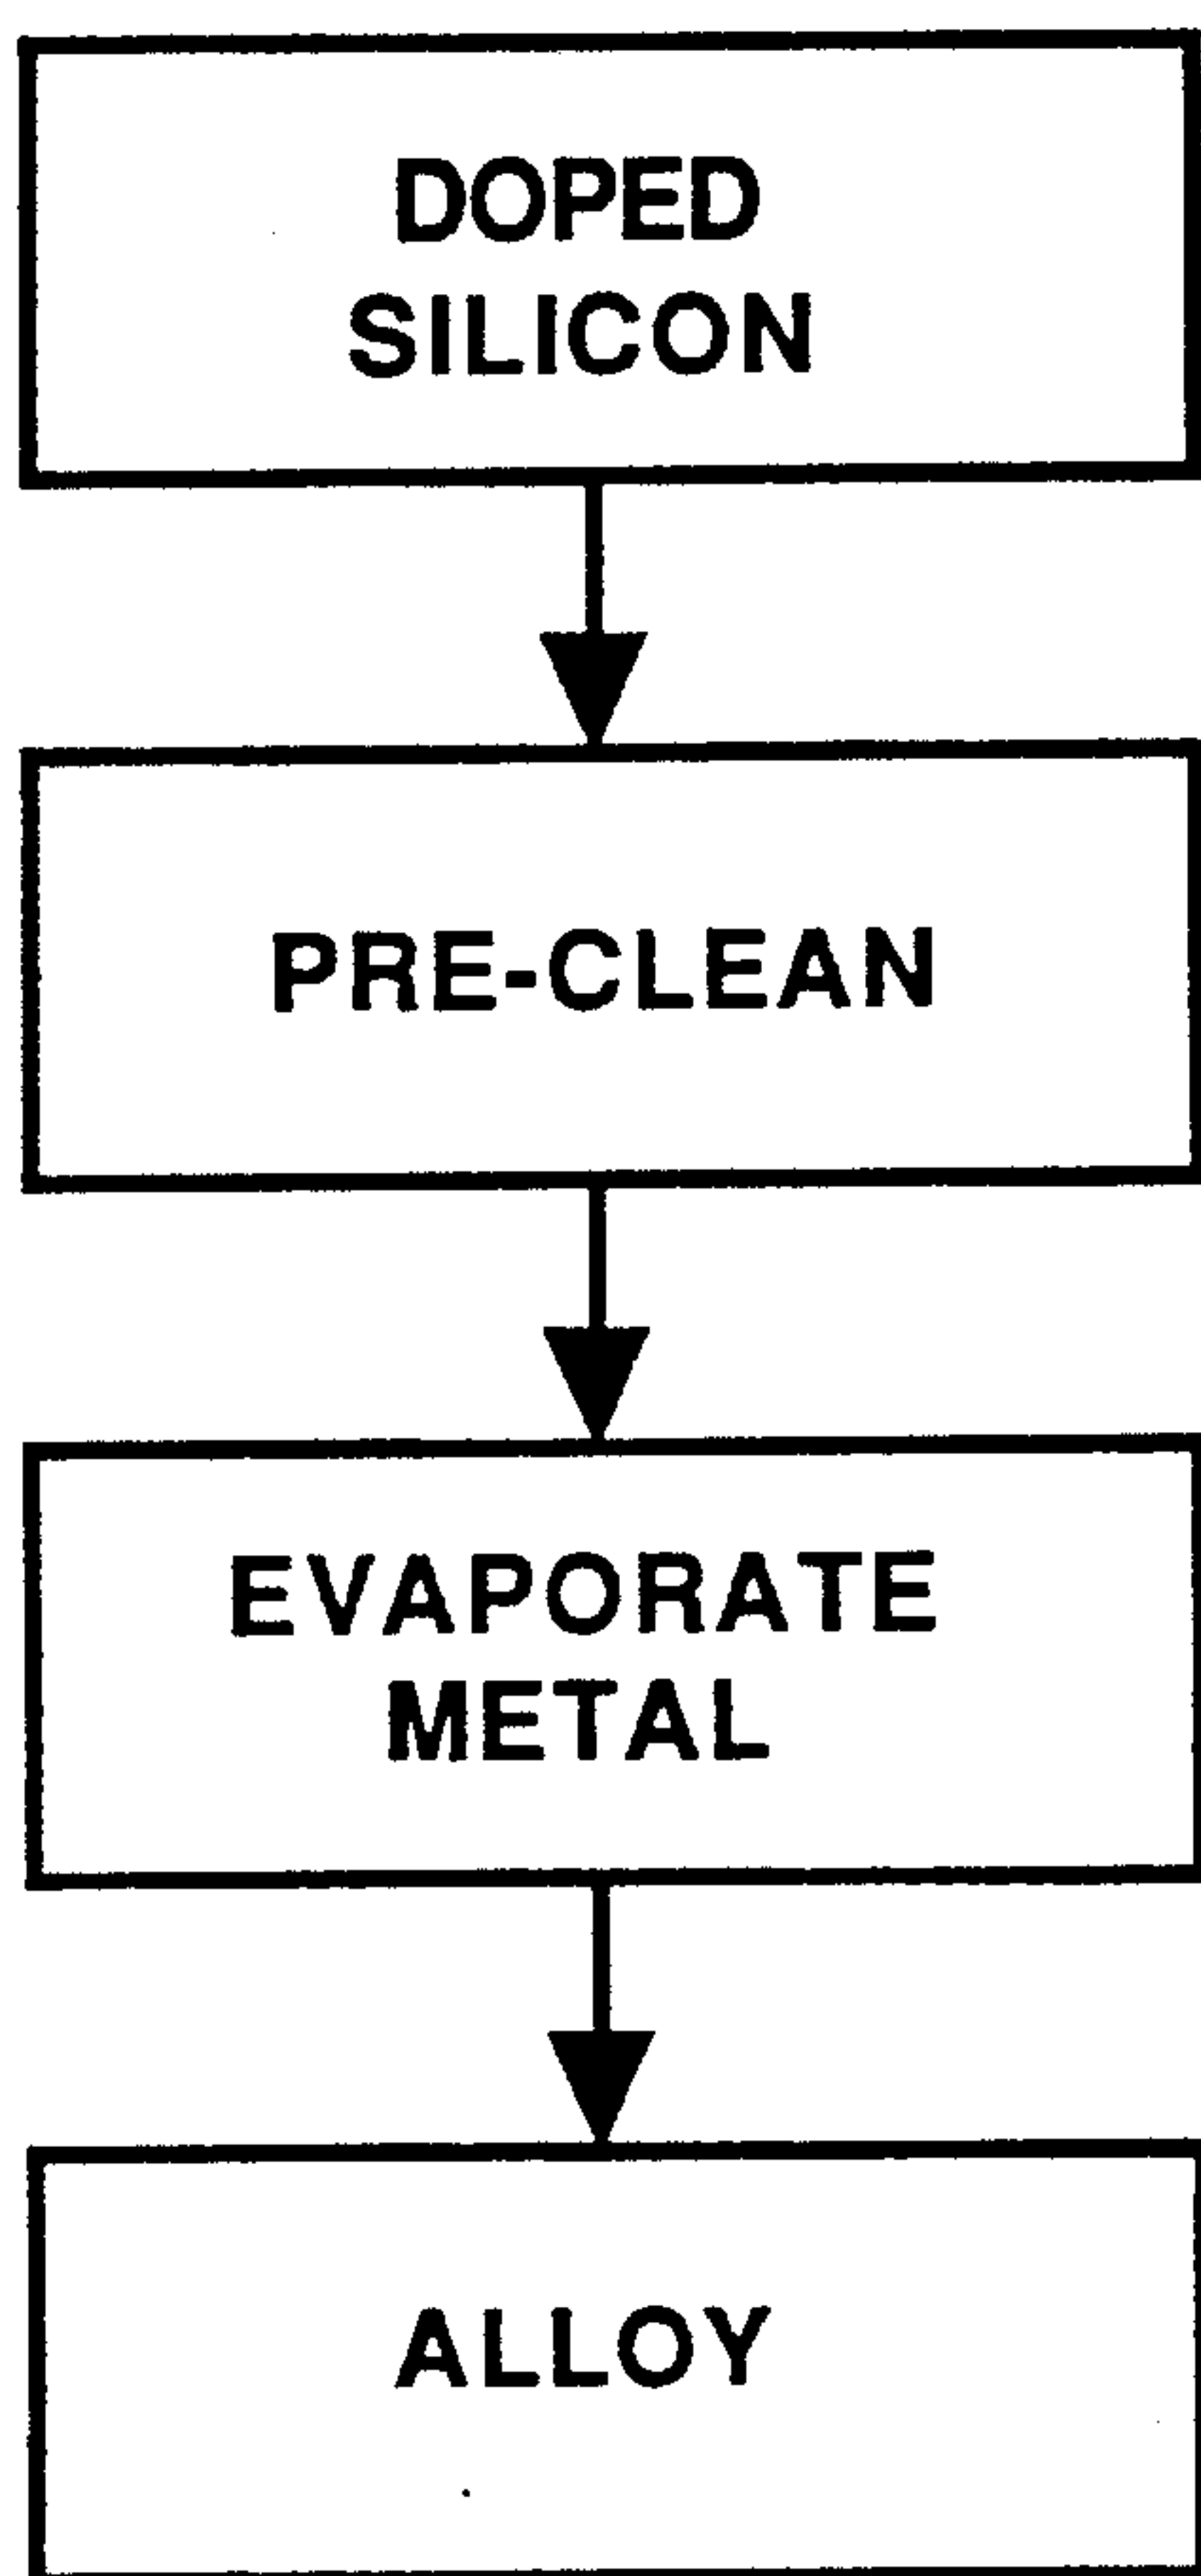 DOPED
SILICON
PRE-CLEAN
EVAPORATE
METAL
ALLOY